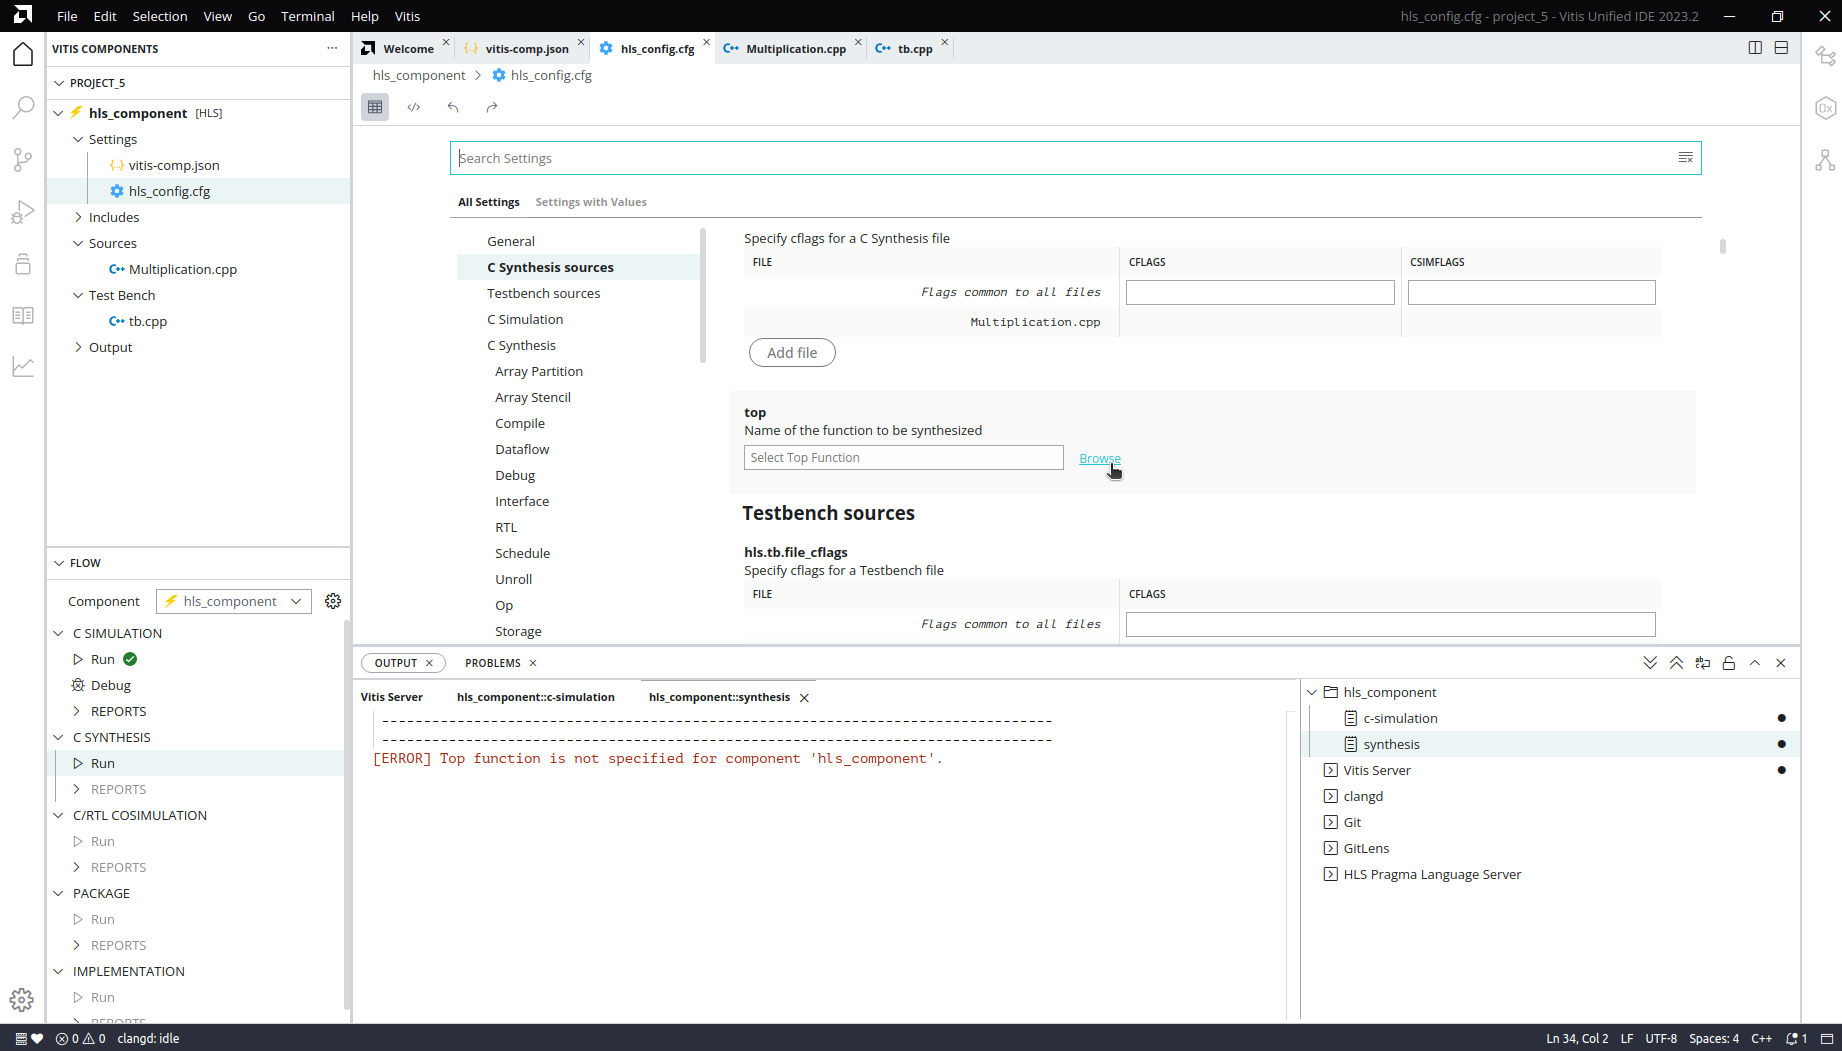 File Edit Selection View Go Terminal Help Vitis
hls_config.cfg - project_5 - Vitis Unified IDE 2023.2
VITIS COMPONENTS
PROJECT_5
hls_component [HLS]
Settings
vitis-comp.json
hls_config.cfg
Includes
Sources
Multiplication.cpp
Test Bench
tb.cpp
Output
FLOW
Component hls_component
C SIMULATION
Run
Debug
REPORTS
C SYNTHESIS
Run
REPORTS
C/RTL COSIMULATION
Run
REPORTS
PACKAGE
Run
REPORTS
IMPLEMENTATION
Run
REPORTS
Welcome vitis-comp.json hls_config.cfg Multiplication.cpp tb.cpp
hls_component > hls_config.cfg
Search Settings
All Settings Settings with Values
General
C Synthesis sources
Testbench sources
C Simulation
C Synthesis
Array Partition
Array Stencil
Compile
Dataflow
Debug
Interface
RTL
Schedule
Unroll
Op
Storage
Specify cflags for a C Synthesis file
FILE CFLAGS CSIMFLAGS
Flags common to all files
Multiplication.cpp
Add file
top
Name of the function to be synthesized
Select Top Function Browse
Testbench sources
hls.tb.file_cflags
Specify cflags for a Testbench file
FILE CFLAGS
Flags common to all files
OUTPUT PROBLEMS
Vitis Server hls_component::c-simulation hls_component::synthesis
--------------------------------------------------------------------------------
--------------------------------------------------------------------------------
[ERROR] Top function is not specified for component 'hls_component'.
hls_component
c-simulation
synthesis
Vitis Server
clangd
Git
GitLens
HLS Pragma Language Server
0 0 clangd: idle
Ln 34, Col 2 LF UTF-8 Spaces: 4 C++ 1